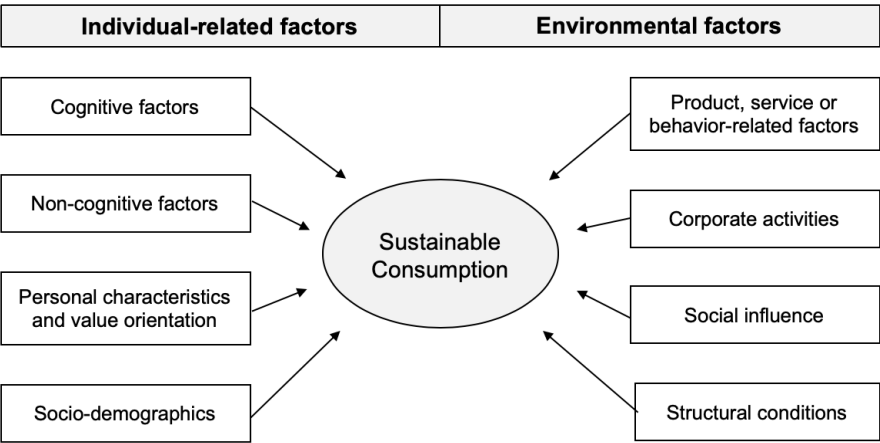 Individual-related factors
Environmental factors
Cognitive factors
Non-cognitive factors
Personal characteristics
and value orientation
Socio-demographics
Sustainable
Consumption
Product, service or
behavior-related factors
Corporate activities
Social influence
Structural conditions